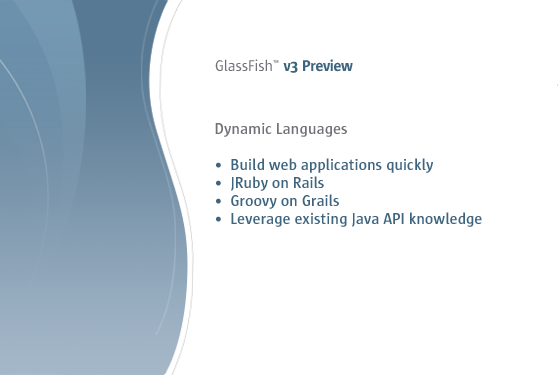 GlassFish™ v3 Preview
Dynamic Languages
• Build web applications quickly
• JRuby on Rails
• Groovy on Grails
• Leverage existing Java API knowledge